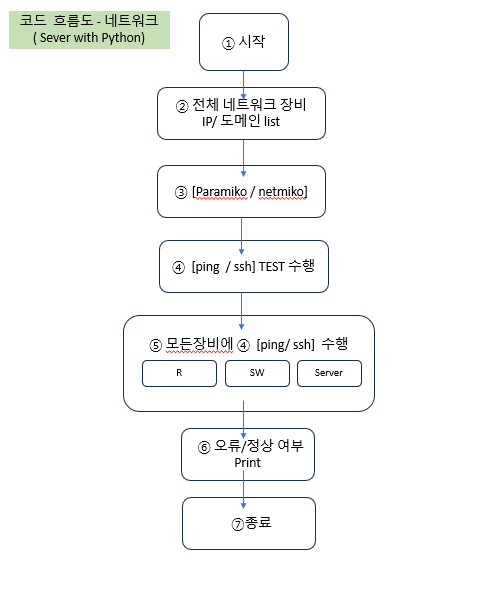 코드 흐름도 - 네트워크
( Sever with Python)
① 시작
② 전체 네트워크 장비
IP/ 도메인 list
③ [Paramiko / netmiko]
④ [ping / ssh] TEST 수행
⑤ 모든장비에 ④ [ping/ ssh] 수행
R
SW
Server
⑥ 오류/정상 여부
Print
⑦종료